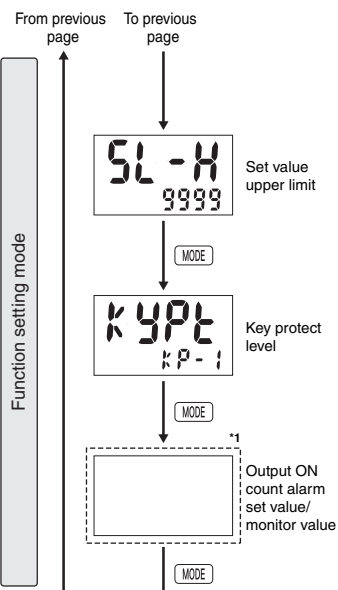 From previous
page
To previous
page
Function setting mode
SL-H
9999
Set value
upper limit
MODE
KYPt
KP-1
Key protect
level
MODE
*1
Output ON
count alarm
set value/
monitor value
MODE